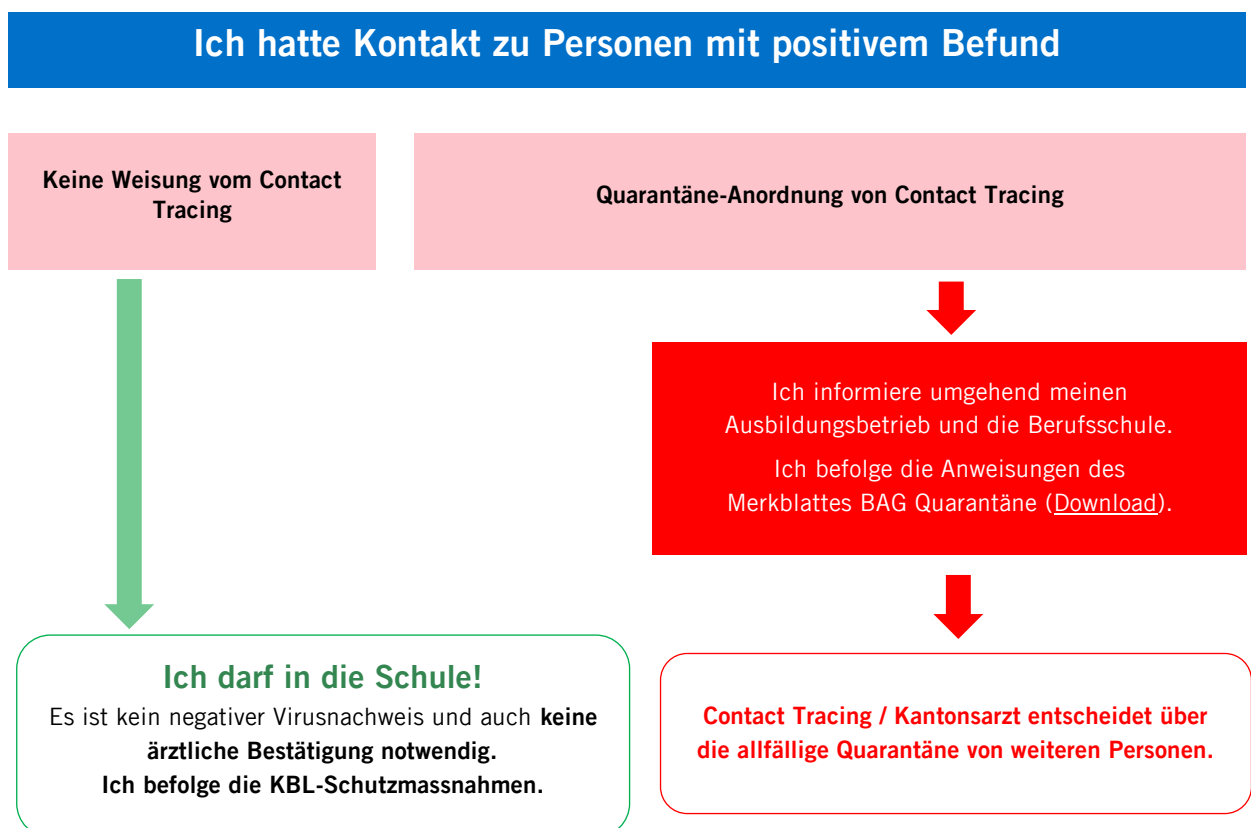 Ich hatte Kontakt zu Personen mit positivem Befund
Keine Weisung vom Contact
Tracing
Quarantäne-Anordnung von Contact Tracing
Ich informiere umgehend meinen
Ausbildungsbetrieb und die Berufsschule.
Ich befolge die Anweisungen des
Merkblattes BAG Quarantäne (Download).
Ich darf in die Schule!
Es ist kein negativer Virusnachweis und auch keine
ärztliche Bestätigung notwendig.
Ich befolge die KBL-Schutzmassnahmen.
Contact Tracing / Kantonsarzt entscheidet über
die allfällige Quarantäne von weiteren Personen.